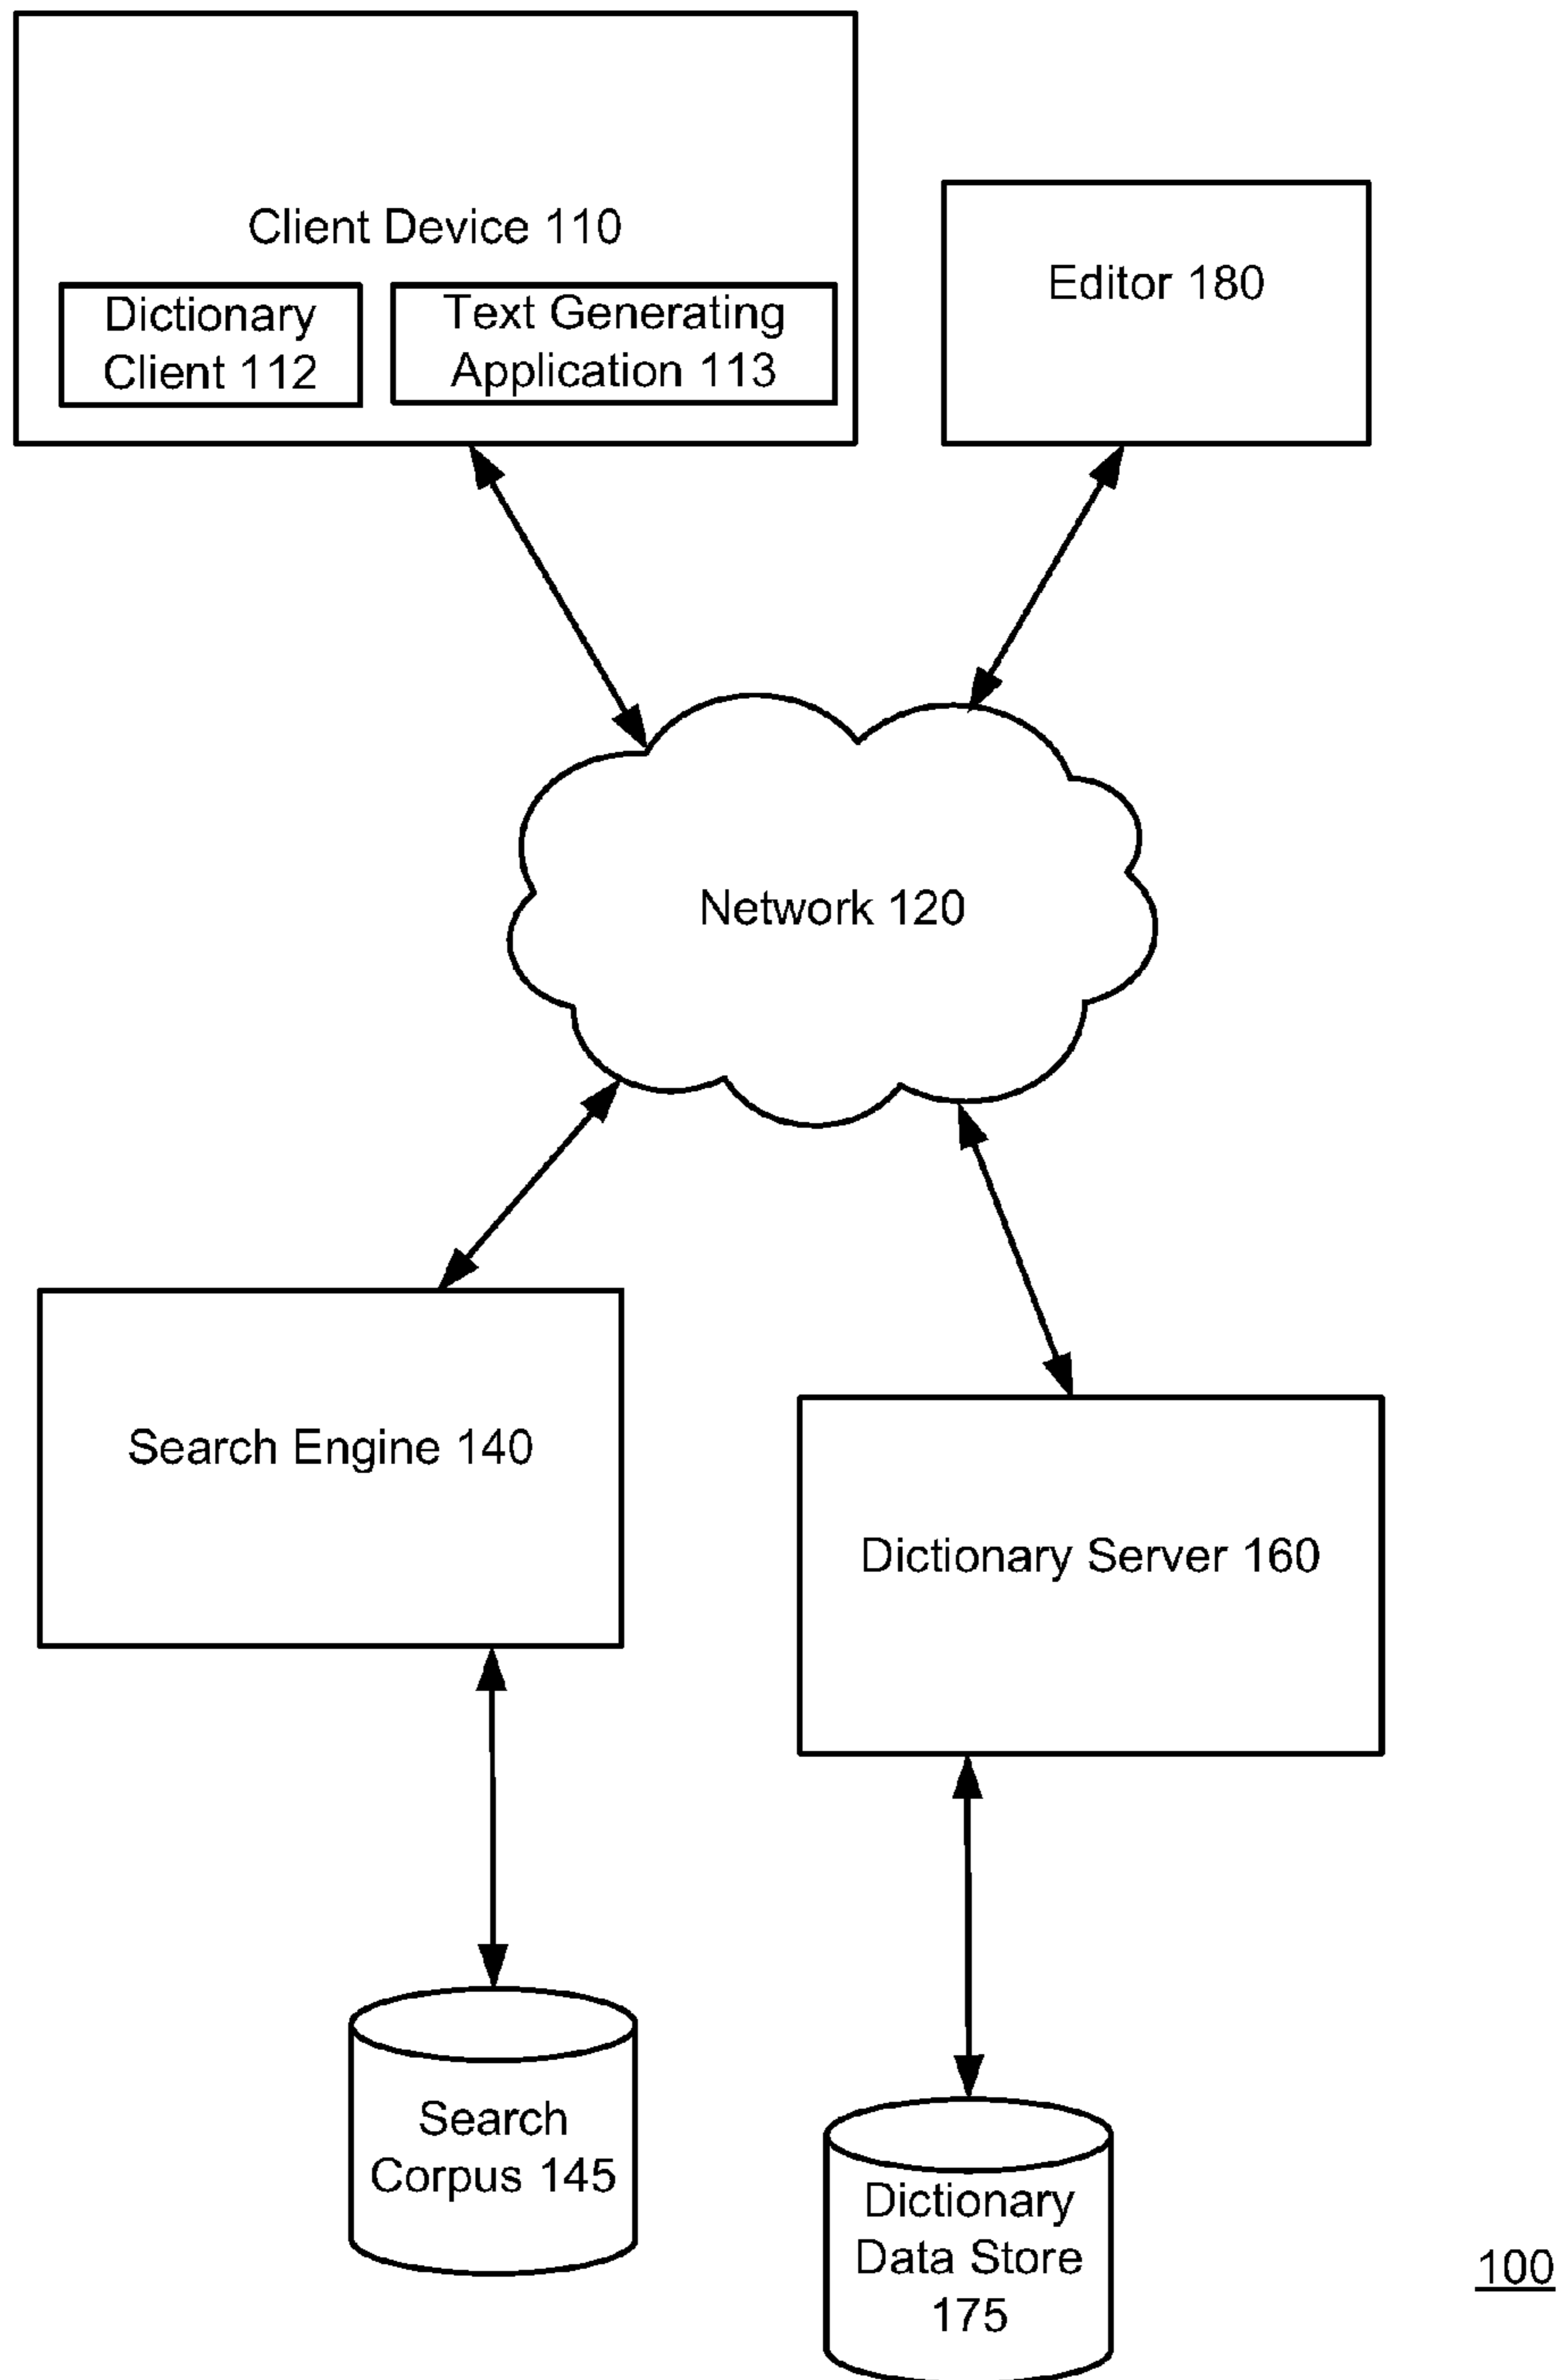 Client Device 110
Dictionary
Client 112
Text Generating
Application 113
Editor 180
Network 120
Search Engine 140
Dictionary Server 160
Search
Corpus 145
Dictionary
Data Store
175
100